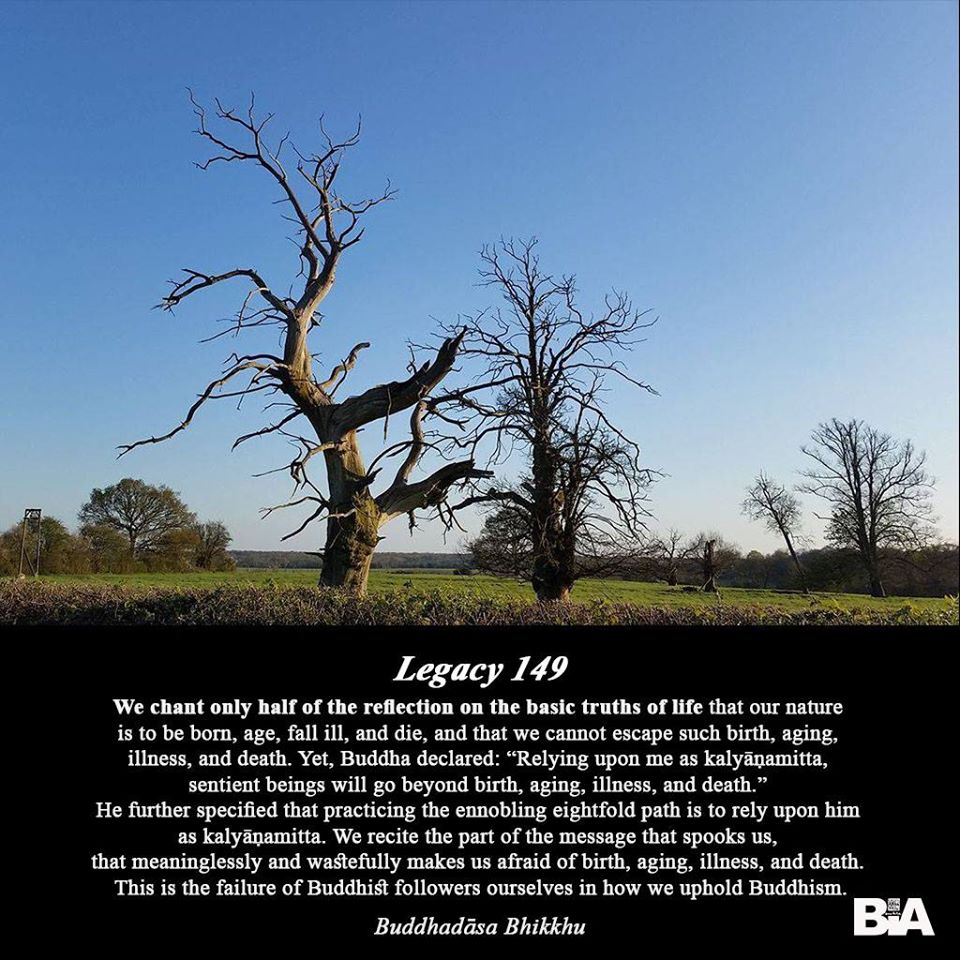 Legacy 149
We chant only half of the reflection on the basic truths of life that our nature
is to be born, age, fall ill, and die, and that we cannot escape such birth, aging,
illness, and death. Yet, Buddha declared: “Relying upon me as kalyāṇamitta,
sentient beings will go beyond birth, aging, illness, and death.”
He further specified that practicing the ennobling eightfold path is to rely upon him
as kalyāṇamitta. We recite the part of the message that spooks us,
that meaninglessly and wastefully makes us afraid of birth, aging, illness, and death.
This is the failure of Buddhist followers ourselves in how we uphold Buddhism.
Buddhadāsa Bhikkhu
BIA